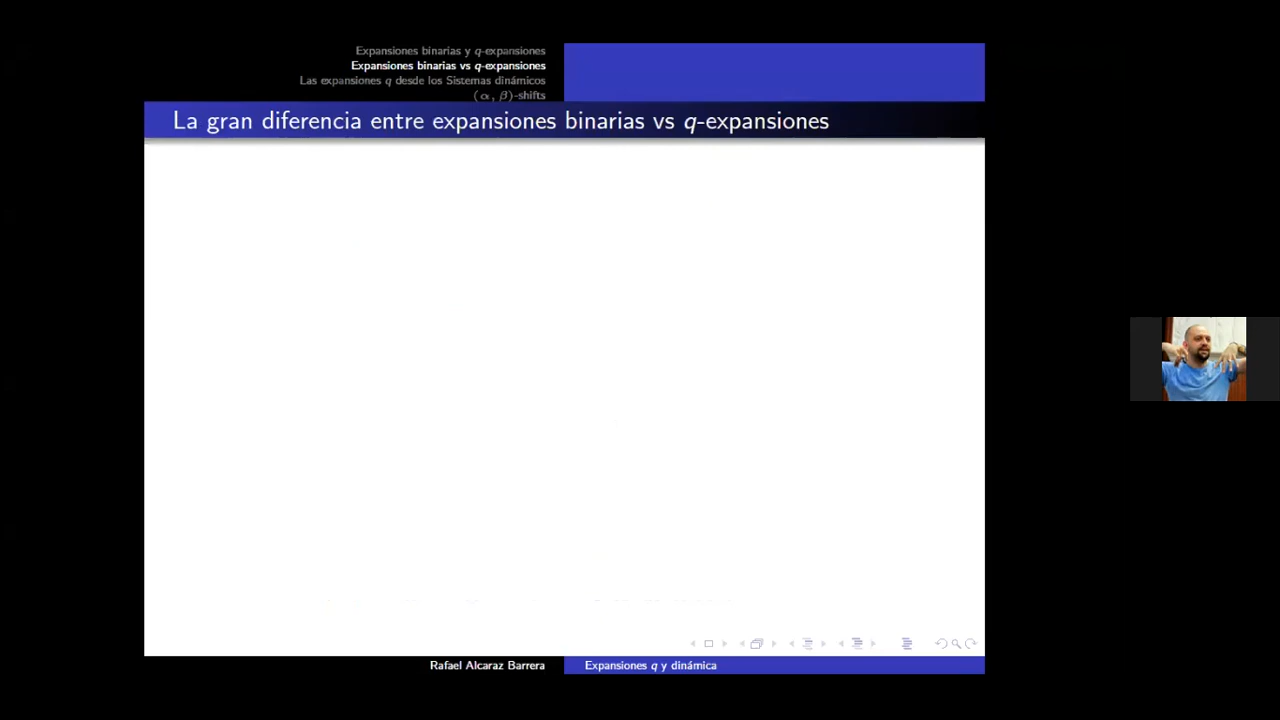 Expansiones binarias y q-expansiones
Expansiones binarias vs q-expansiones
Las expansiones q desde los Sistemas dinámicos
(α, β)-shifts
La gran diferencia entre expansiones binarias vs q-expansiones
Rafael Alcaraz Barrera
Expansiones q y dinámica